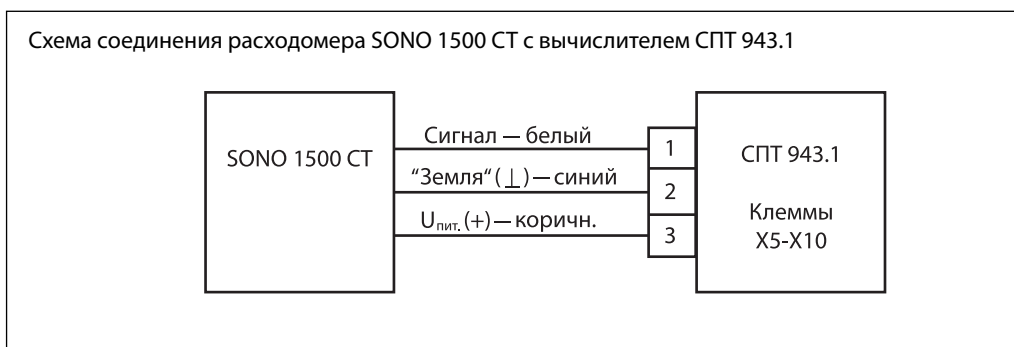 Схема соединения расходомера SONO 1500 CT с вычислителем СПТ 943.1
SONO 1500 CT
Сигнал — белый
"Земля" (⊥) — синий
Uпит. (+) — коричн.
1
2
3
СПТ 943.1
Клеммы
X5-X10